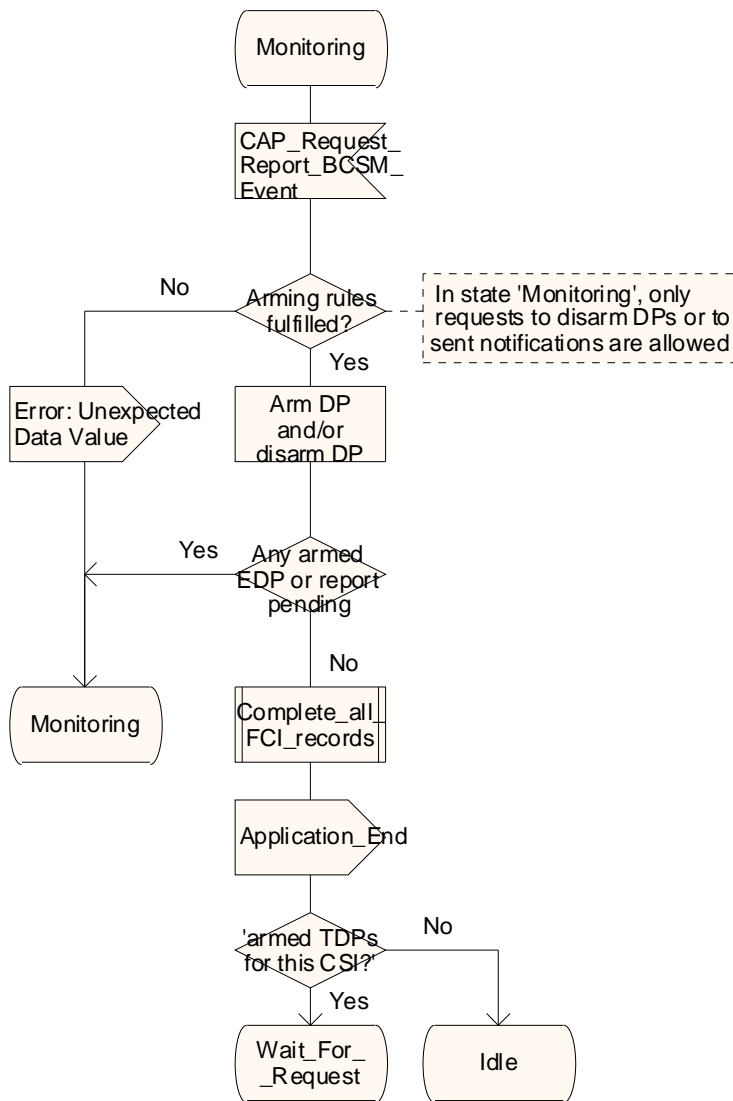 Monitoring
CAP_Request_
Report_BCSM_
Event
No
Arming rules
fulfilled?
In state 'Monitoring', only
requests to disarm DPs or to
sent notifications are allowed
Yes
Error: Unexpected
Data Value
Arm DP
and/or
disarm DP
Yes
Any armed
EDP or report
pending
No
Monitoring
Complete_all_
FCI_records
Application_End
'armed TDPs
for this CSI?'
No
Yes
Wait_For_
_Request
Idle